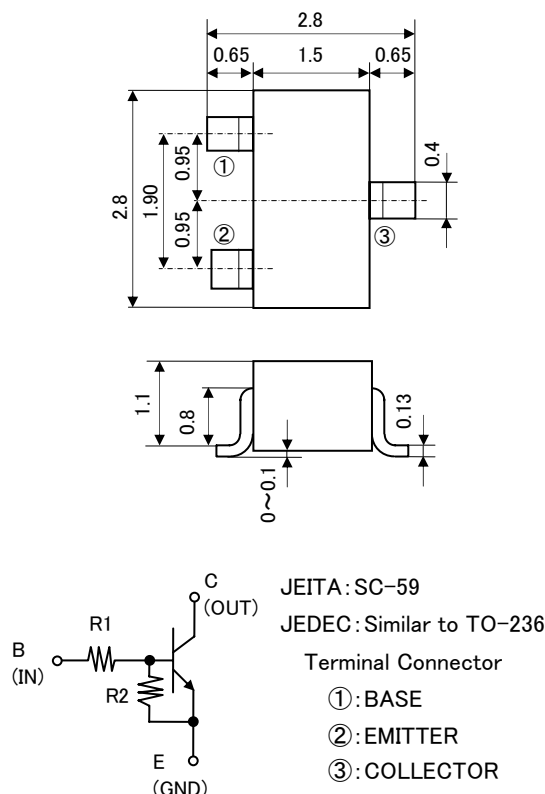 2.8
0.65 1.5 0.65
① 0.95 0.4
2.8 1.90
② 0.95 ③
1.1 0.8 0.13
0～0.1
C
(OUT)
R1
B
(IN)
R2
E
(GND)
JEITA:SC-59
JEDEC:Similar to TO-236
Terminal Connector
①:BASE
②:EMITTER
③:COLLECTOR